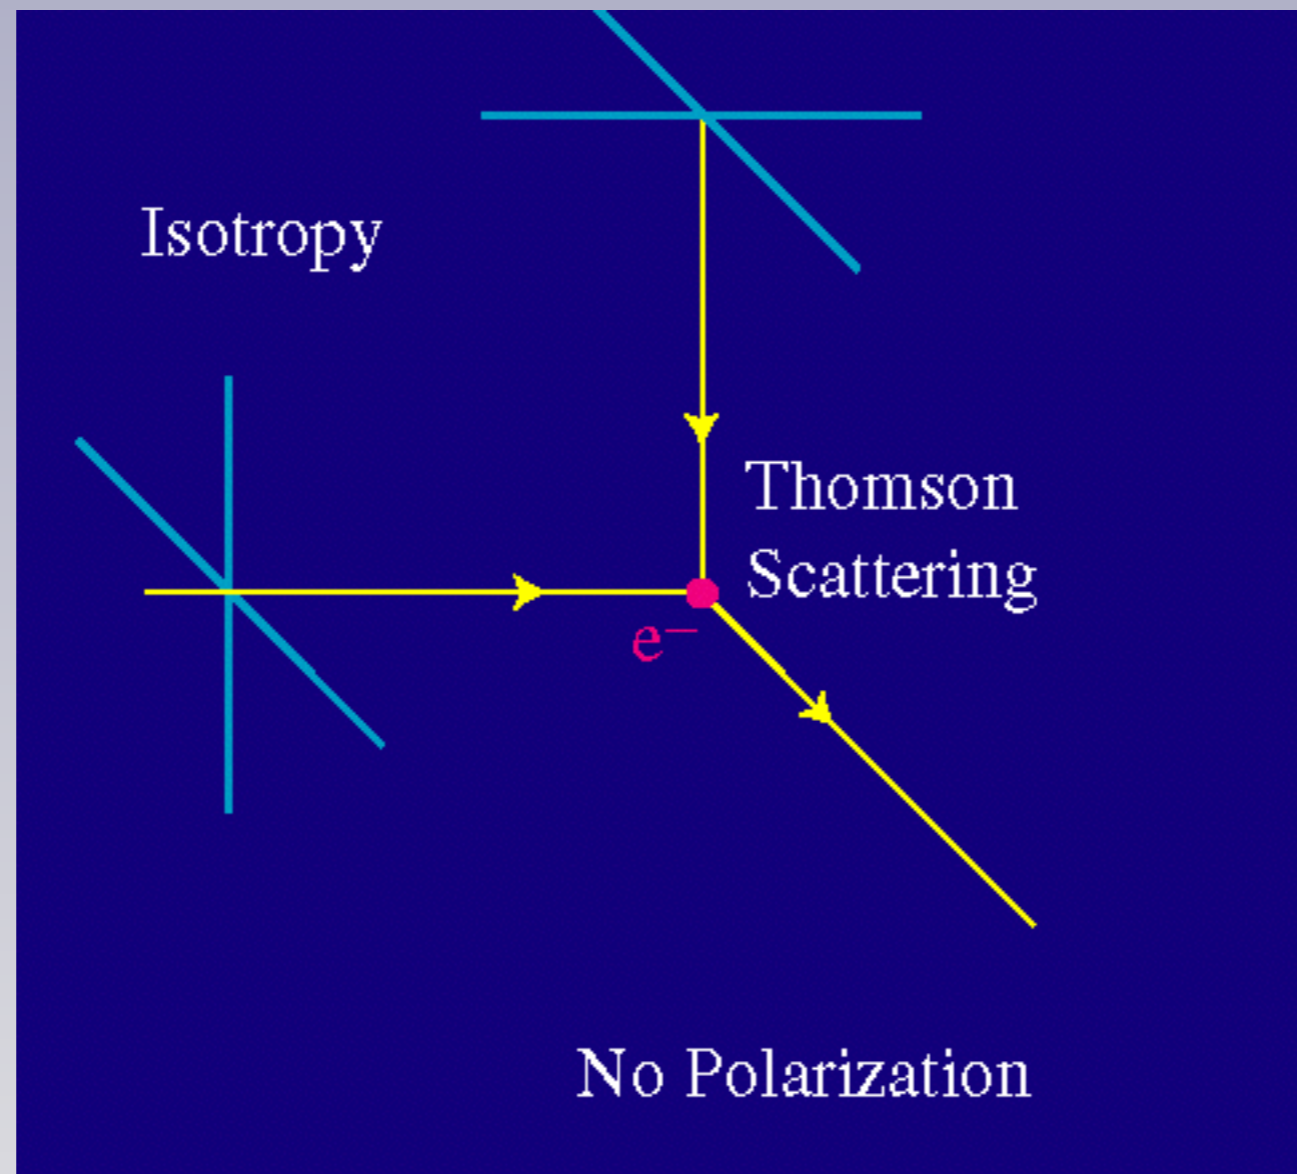 Isotropy
Thomson
Scattering
e−
No Polarization